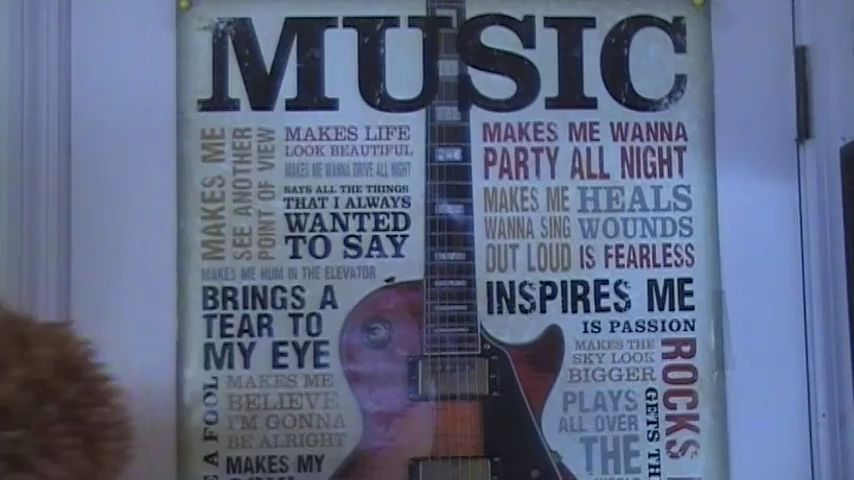 MUSIC
MAKES ME
SEE ANOTHER
POINT OF VIEW
MAKES LIFE
LOOK BEAUTIFUL
MAKES ME WANNA DRIVE ALL NIGHT
SAYS ALL THE THINGS
THAT I ALWAYS
WANTED
TO SAY
MAKES ME HUM IN THE ELEVATOR
BRINGS A
TEAR TO
MY EYE
E A FOOL
MAKES ME
BELIEVE
I'M GONNA
BE ALRIGHT
MAKES MY
MAKES ME WANNA
PARTY ALL NIGHT
MAKES ME
WANNA SING
OUT LOUD
HEALS
WOUNDS
IS FEARLESS
INSPIRES ME
IS PASSION
MAKES THE
SKY LOOK
BIGGER
ROCKS
PLAYS
ALL OVER
THE
GETS TH